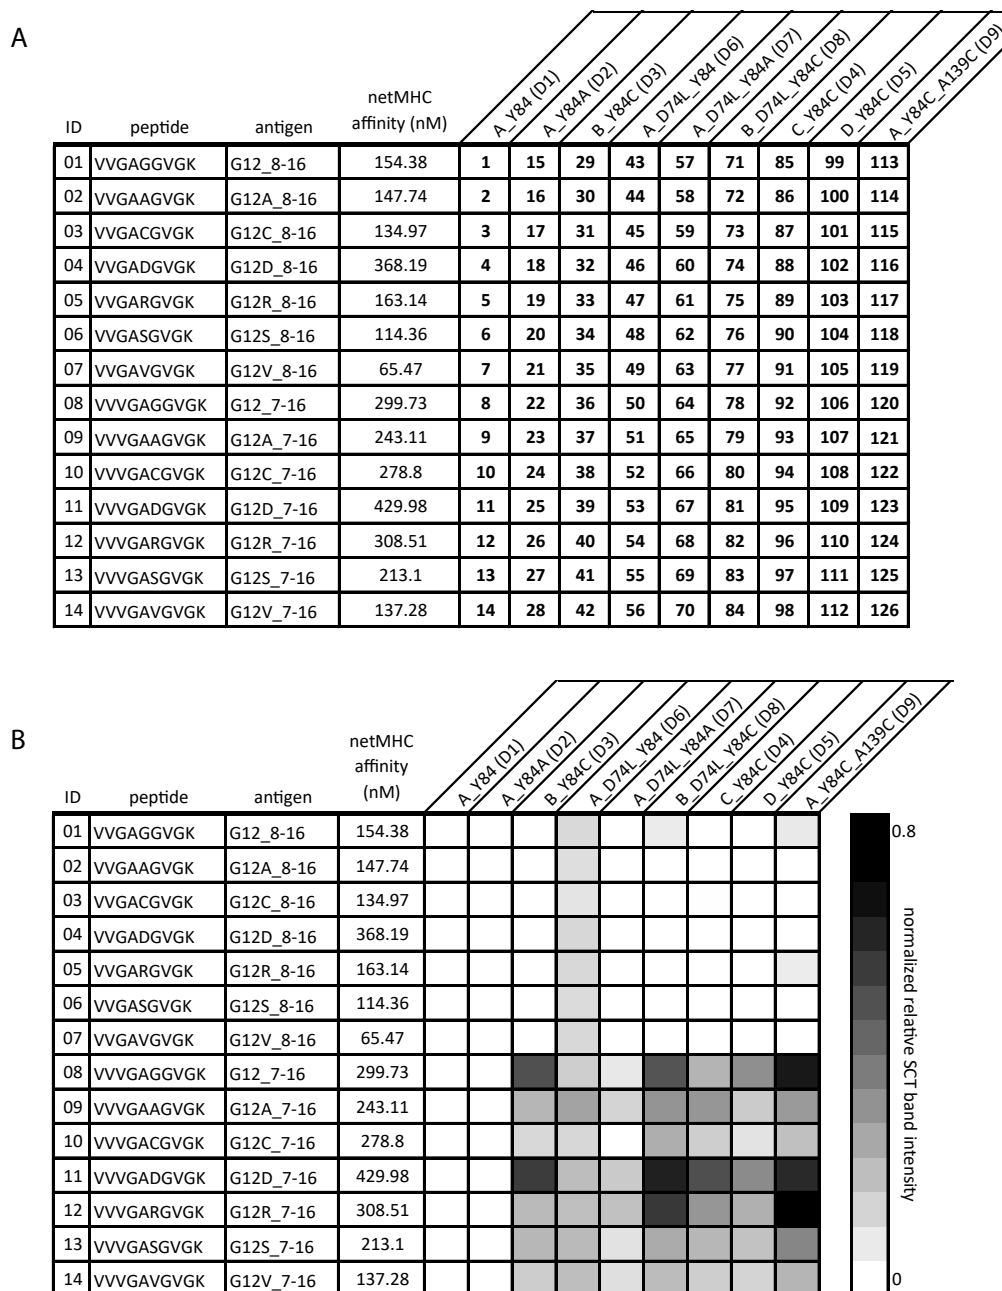 A
A_Y84 (D1)
A_Y84A (D2)
B_Y84C (D3)
A_D74L_Y84 (D6)
A_D74L_Y84A (D7)
B_D74L_Y84C (D8)
C_Y84C (D4)
D_Y84C (D5)
A_Y84C_A139C (D9)
netMHC
ID peptide antigen affinity (nM)
01 VVGAGGVGK G12_8-16 154.38 1 15 29 43 57 71 85 99 113
02 VVGAAGVGK G12A_8-16 147.74 2 16 30 44 58 72 86 100 114
03 VVGACGVGK G12C_8-16 134.97 3 17 31 45 59 73 87 101 115
04 VVGADGVGK G12D_8-16 368.19 4 18 32 46 60 74 88 102 116
05 VVGARGVGK G12R_8-16 163.14 5 19 33 47 61 75 89 103 117
06 VVGASGVGK G12S_8-16 114.36 6 20 34 48 62 76 90 104 118
07 VVGAVGVGK G12V_8-16 65.47 7 21 35 49 63 77 91 105 119
08 VVVGAGGVGK G12_7-16 299.73 8 22 36 50 64 78 92 106 120
09 VVVGAAGVGK G12A_7-16 243.11 9 23 37 51 65 79 93 107 121
10 VVVGACGVGK G12C_7-16 278.8 10 24 38 52 66 80 94 108 122
11 VVVGADGVGK G12D_7-16 429.98 11 25 39 53 67 81 95 109 123
12 VVVGARGVGK G12R_7-16 308.51 12 26 40 54 68 82 96 110 124
13 VVVGASGVGK G12S_7-16 213.1 13 27 41 55 69 83 97 111 125
14 VVVGAVGVGK G12V_7-16 137.28 14 28 42 56 70 84 98 112 126
B
A_Y84 (D1)
A_Y84A (D2)
B_Y84C (D3)
A_D74L_Y84 (D6)
A_D74L_Y84A (D7)
B_D74L_Y84C (D8)
C_Y84C (D4)
D_Y84C (D5)
A_Y84C_A139C (D9)
netMHC
affinity
ID peptide antigen (nM)
01 VVGAGGVGK G12_8-16 154.38
02 VVGAAGVGK G12A_8-16 147.74
03 VVGACGVGK G12C_8-16 134.97
04 VVGADGVGK G12D_8-16 368.19
05 VVGARGVGK G12R_8-16 163.14
06 VVGASGVGK G12S_8-16 114.36
07 VVGAVGVGK G12V_8-16 65.47
08 VVVGAGGVGK G12_7-16 299.73
09 VVVGAAGVGK G12A_7-16 243.11
10 VVVGACGVGK G12C_7-16 278.8
11 VVVGADGVGK G12D_7-16 429.98
12 VVVGARGVGK G12R_7-16 308.51
13 VVVGASGVGK G12S_7-16 213.1
14 VVVGAVGVGK G12V_7-16 137.28
0.8
normalized relative SCT band intensity
0